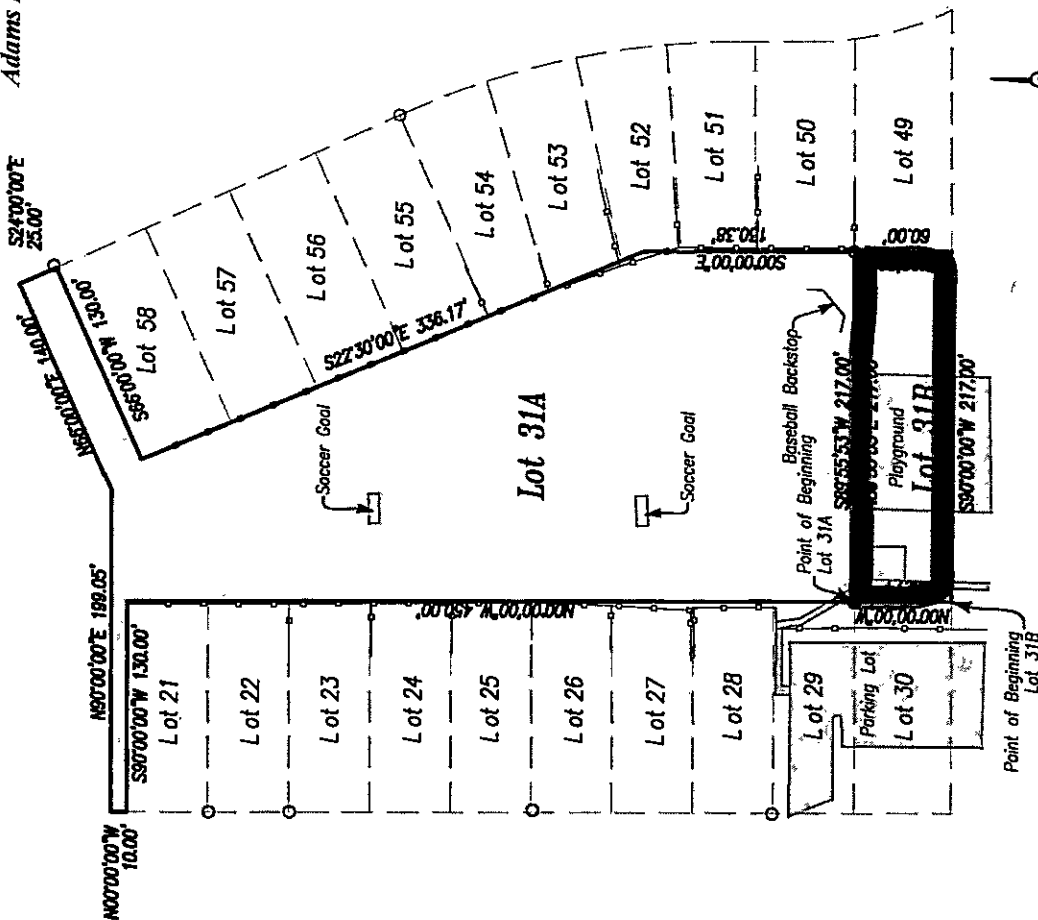 Adams
S24°00'00"E
25.00'
N66°00'00"E 140.00'
S66°00'00"W 130.00'
Lot 58
Lot 57
Lot 56
Lot 55
Lot 54
Lot 53
Lot 52
Lot 51
Lot 50
Lot 49
N90°00'00"E 199.05'
N00°00'00"W
10.00'
S90°00'00"W 130.00'
Lot 21
Lot 22
Lot 23
Lot 24
Lot 25
Lot 26
Lot 27
Lot 28
Lot 29
Parking Lot
Lot 30
S22°30'00"E 336.17'
Soccer Goal
Lot 31A
Soccer Goal
N00°00'00"W 450.00'
S00°00'00"E
130.38'
60.00'
Baseball Backstop
Point of Beginning
Lot 31A
S89°55'53"W 217.00'
Playground
Lot 31B
S90°00'00"W 217.00'
N00°00'00"W
Point of Beginning
Lot 31B